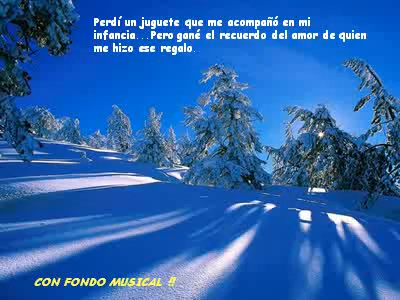 Perdí un juguete que me acompañó en mi
infancia...Pero gané el recuerdo del amor de quien
me hizo ese regalo.
CON FONDO MUSICAL !!